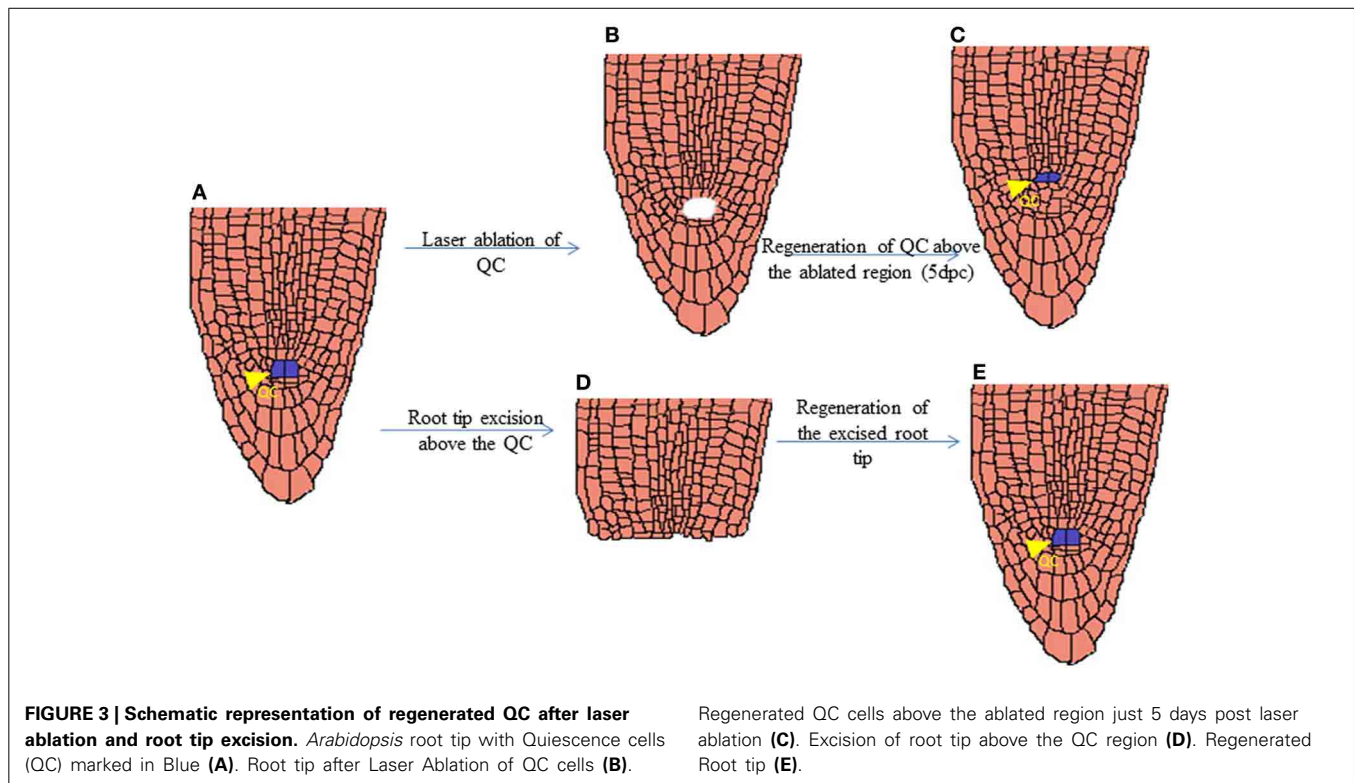 A
QC
Laser ablation of
QC
B
Regeneration of QC above
the ablated region (5dpc)
C
QC
Root tip excision
above the QC
D
Regeneration of
the excised root
tip
E
QC
FIGURE 3 | Schematic representation of regenerated QC after laser
ablation and root tip excision. Arabidopsis root tip with Quiescence cells
(QC) marked in Blue (A). Root tip after Laser Ablation of QC cells (B).
Regenerated QC cells above the ablated region just 5 days post laser
ablation (C). Excision of root tip above the QC region (D). Regenerated
Root tip (E).